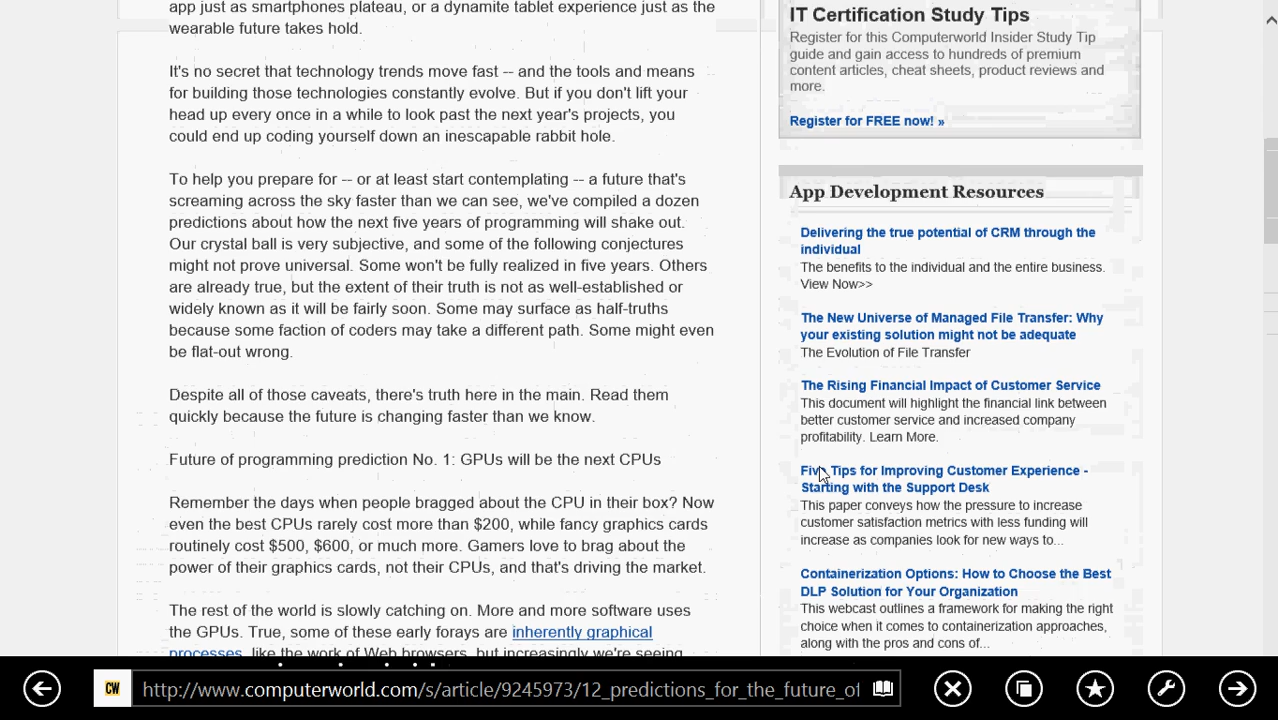 app just as smartphones plateau, or a dynamite tablet experience just as the
wearable future takes hold.
It's no secret that technology trends move fast -- and the tools and means
for building those technologies constantly evolve. But if you don't lift your
head up every once in a while to look past the next year's projects, you
could end up coding yourself down an inescapable rabbit hole.
To help you prepare for -- or at least start contemplating -- a future that's
screaming across the sky faster than we can see, we've compiled a dozen
predictions about how the next five years of programming will shake out.
Our crystal ball is very subjective, and some of the following conjectures
might not prove universal. Some won't be fully realized in five years. Others
are already true, but the extent of their truth is not as well-established or
widely known as it will be fairly soon. Some may surface as half-truths
because some faction of coders may take a different path. Some might even
be flat-out wrong.
Despite all of those caveats, there's truth here in the main. Read them
quickly because the future is changing faster than we know.
Future of programming prediction No. 1: GPUs will be the next CPUs
Remember the days when people bragged about the CPU in their box? Now
even the best CPUs rarely cost more than $200, while fancy graphics cards
routinely cost $500, $600, or much more. Gamers love to brag about the
power of their graphics cards, not their CPUs, and that's driving the market.
The rest of the world is slowly catching on. More and more software uses
the GPUs. True, some of these early forays are inherently graphical
processes, like the work of Web browsers, but increasingly we're seeing
IT Certification Study Tips
Register for this Computerworld Insider Study Tip
guide and gain access to hundreds of premium
content articles, cheat sheets, product reviews and
more.
Register for FREE now! »
App Development Resources
Delivering the true potential of CRM through the
individual
The benefits to the individual and the entire business.
View Now>>
The New Universe of Managed File Transfer: Why
your existing solution might not be adequate
The Evolution of File Transfer
The Rising Financial Impact of Customer Service
This document will highlight the financial link between
better customer service and increased company
profitability. Learn More.
Five Tips for Improving Customer Experience -
Starting with the Support Desk
This paper conveys how the pressure to increase
customer satisfaction metrics with less funding will
increase as companies look for new ways to...
Containerization Options: How to Choose the Best
DLP Solution for Your Organization
This webcast outlines a framework for making the right
choice when it comes to containerization approaches,
along with the pros and cons of...
CW
http://www.computerworld.com/s/article/9245973/12_predictions_for_the_future_of